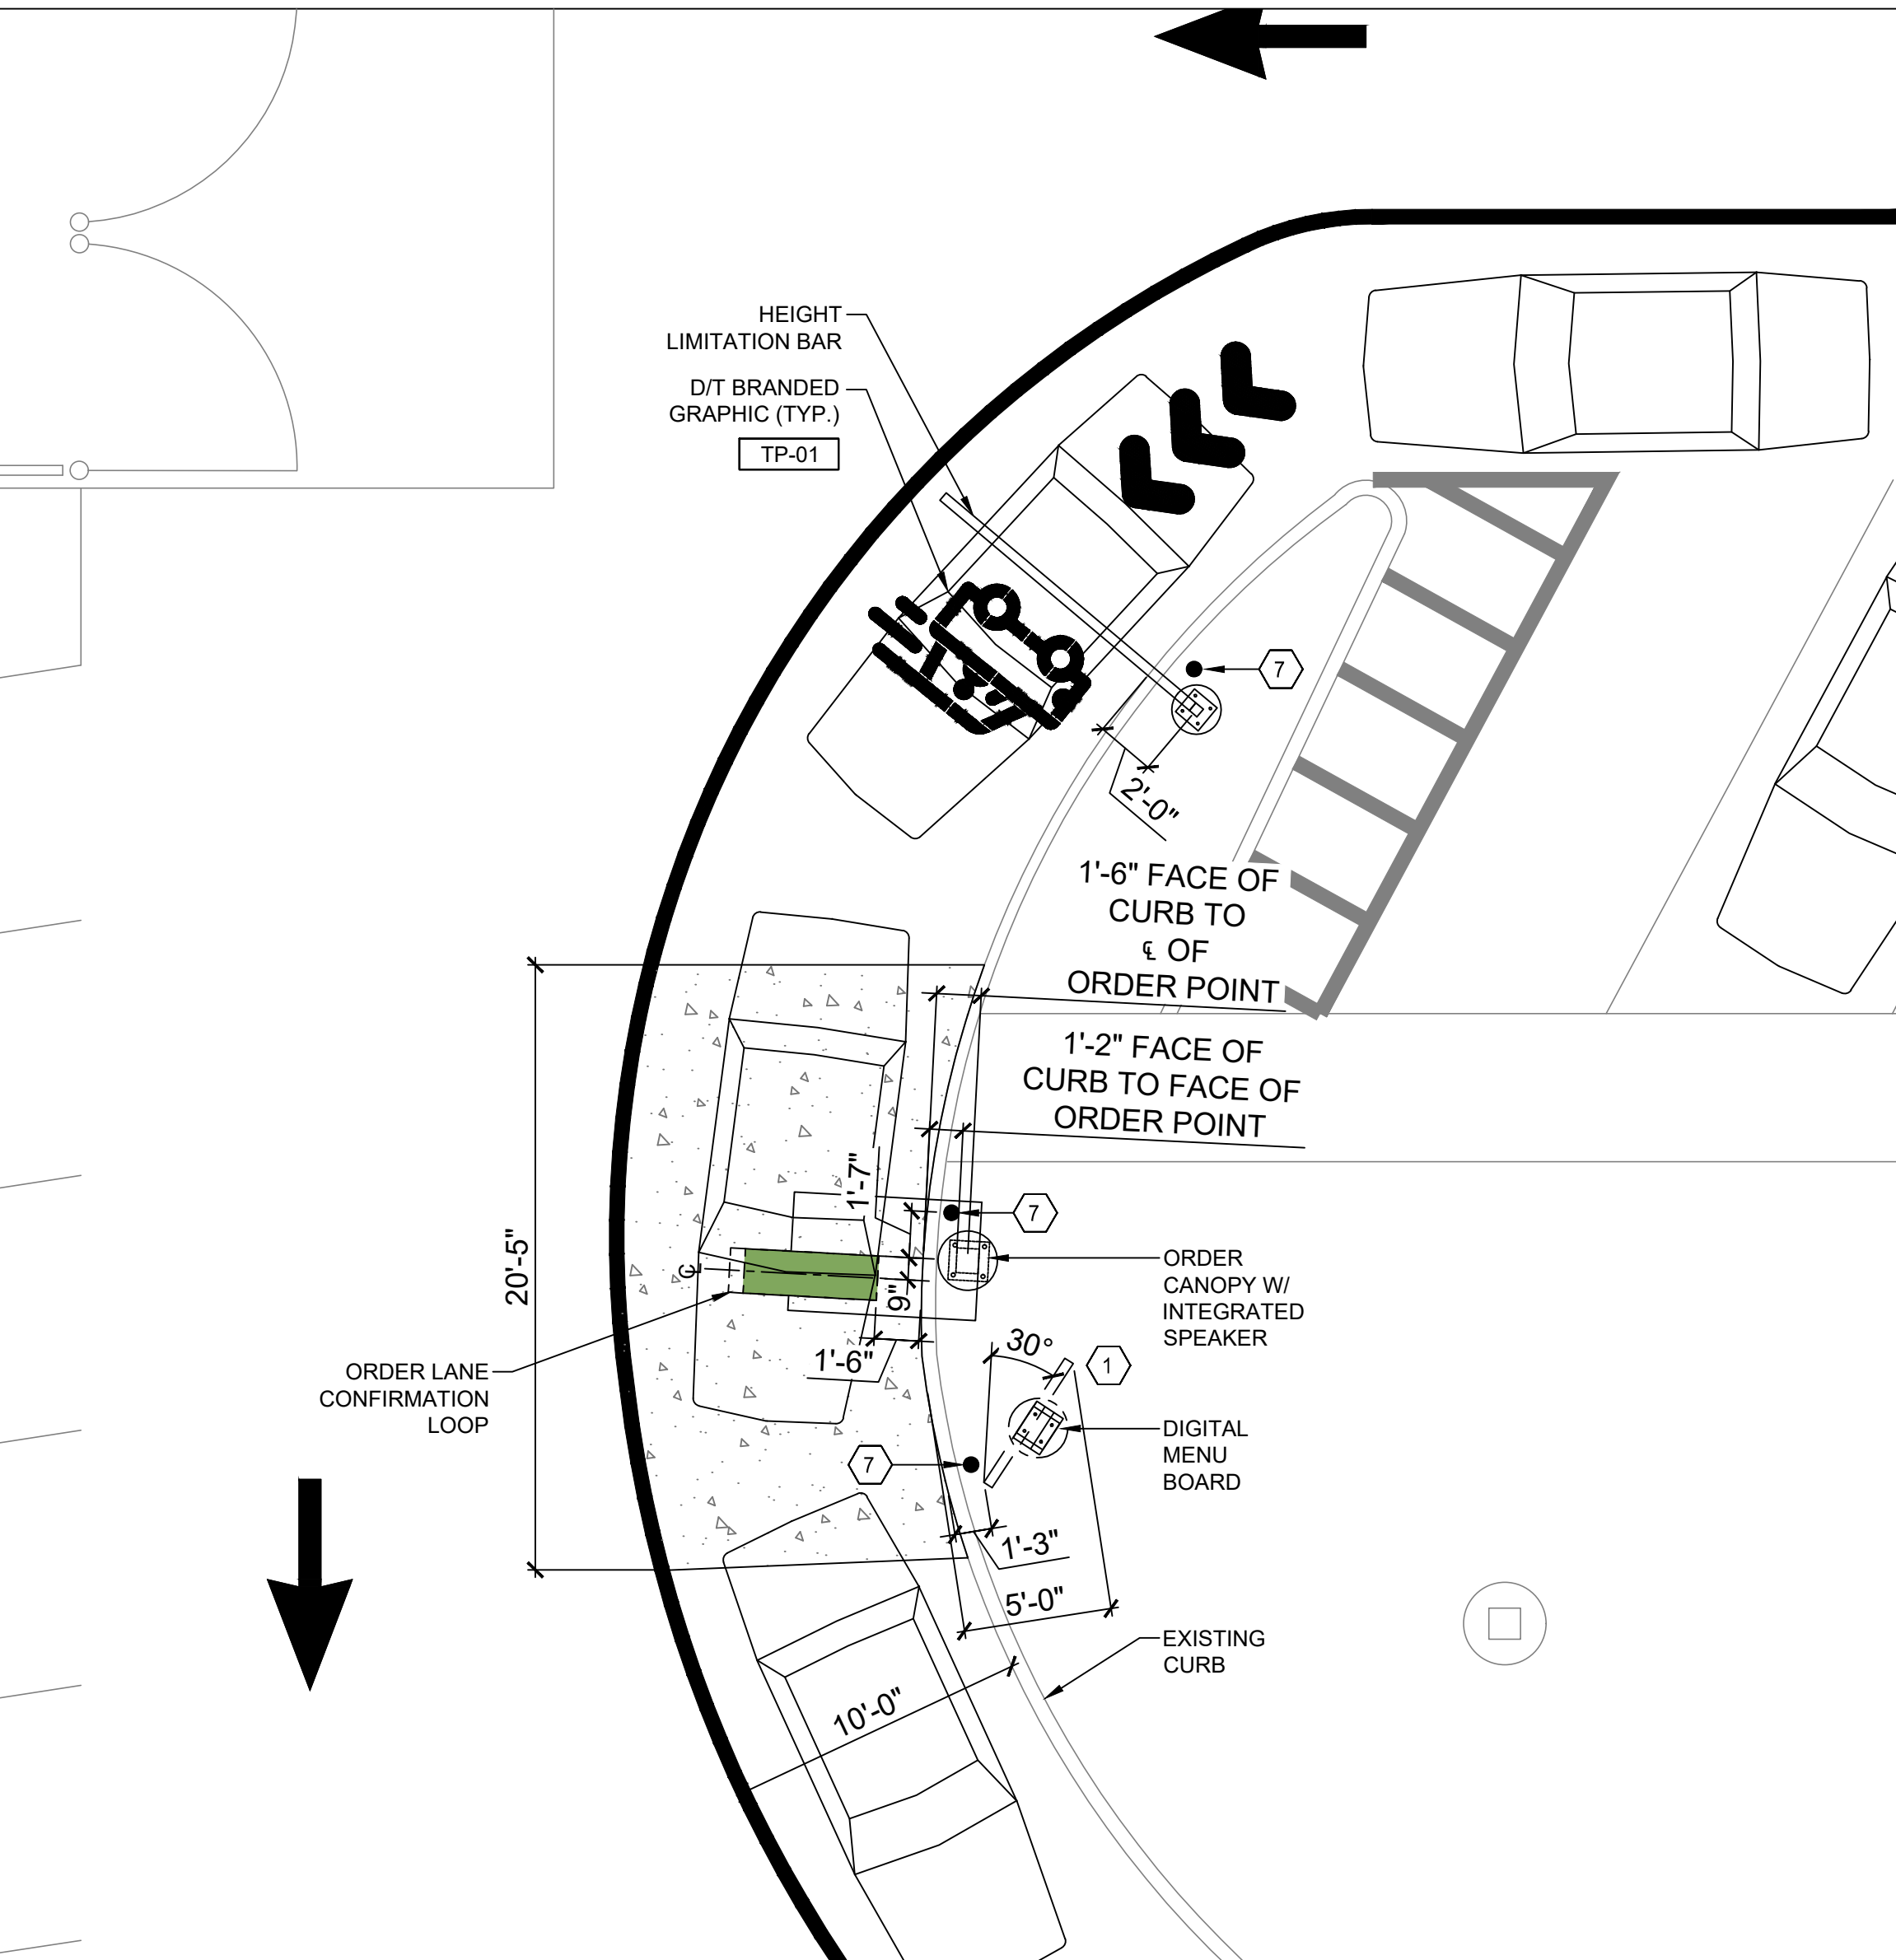 HEIGHT
LIMITATION BAR
D/T BRANDED
GRAPHIC (TYP.)
TP-01
7
2'-0"
1'-6" FACE OF
CURB TO
℄ OF
ORDER POINT
1'-2" FACE OF
CURB TO FACE OF
ORDER POINT
1'-7"
7
20'-5"
℄
9"
ORDER
CANOPY W/
INTEGRATED
SPEAKER
1'-6"
30°
1
ORDER LANE
CONFIRMATION
LOOP
7
DIGITAL
MENU
BOARD
1'-3"
5'-0"
EXISTING
CURB
10'-0"